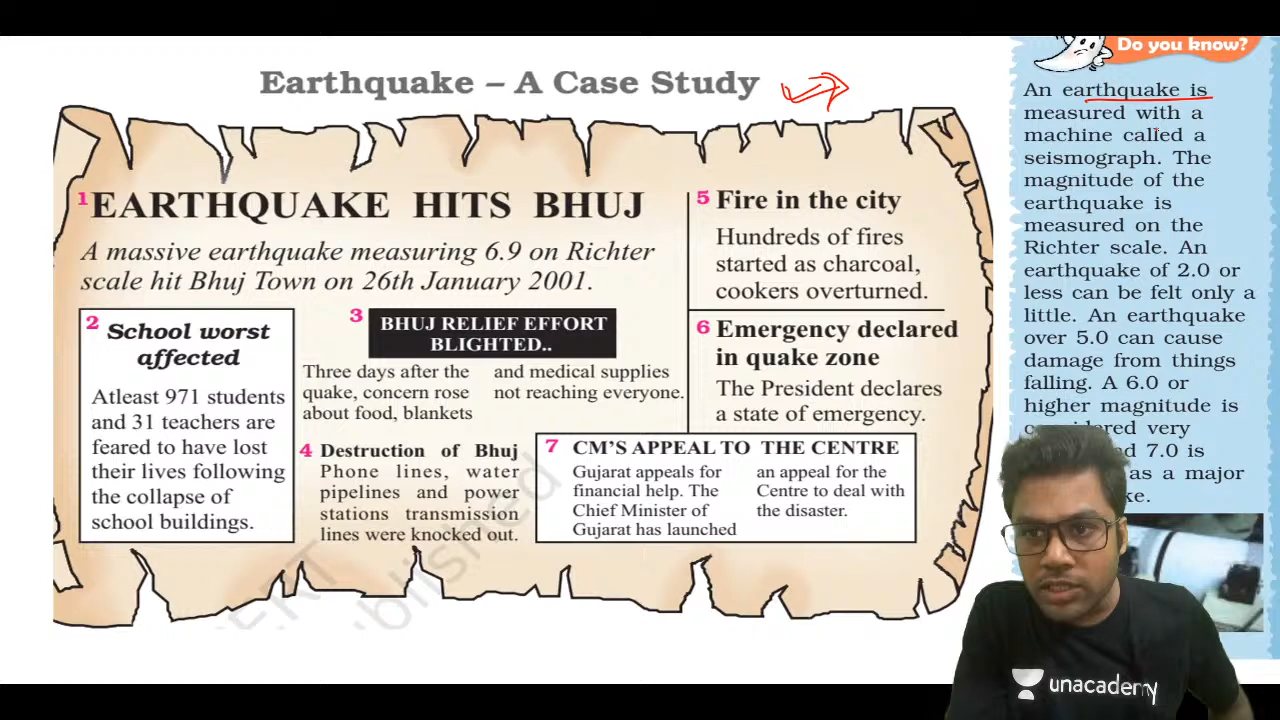 Earthquake – A Case Study
1 EARTHQUAKE HITS BHUJ
A massive earthquake measuring 6.9 on Richter
scale hit Bhuj Town on 26th January 2001.
2 School worst
affected
Atleast 971 students
and 31 teachers are
feared to have lost
their lives following
the collapse of
school buildings.
3 BHUJ RELIEF EFFORT
BLIGHTED..
Three days after the
quake, concern rose
about food, blankets
and medical supplies
not reaching everyone.
4 Destruction of Bhuj
Phone lines, water
pipelines and power
stations transmission
lines were knocked out.
5 Fire in the city
Hundreds of fires
started as charcoal,
cookers overturned.
6 Emergency declared
in quake zone
The President declares
a state of emergency.
7 CM'S APPEAL TO THE CENTRE
Gujarat appeals for
financial help. The
Chief Minister of
Gujarat has launched
an appeal for the
Centre to deal with
the disaster.
Do you know?
An earthquake is
measured with a
machine called a
seismograph. The
magnitude of the
earthquake is
measured on the
Richter scale. An
earthquake of 2.0 or
less can be felt only a
little. An earthquake
over 5.0 can cause
damage from things
falling. A 6.0 or
higher magnitude is
very
7.0 is
as a major
unacademy